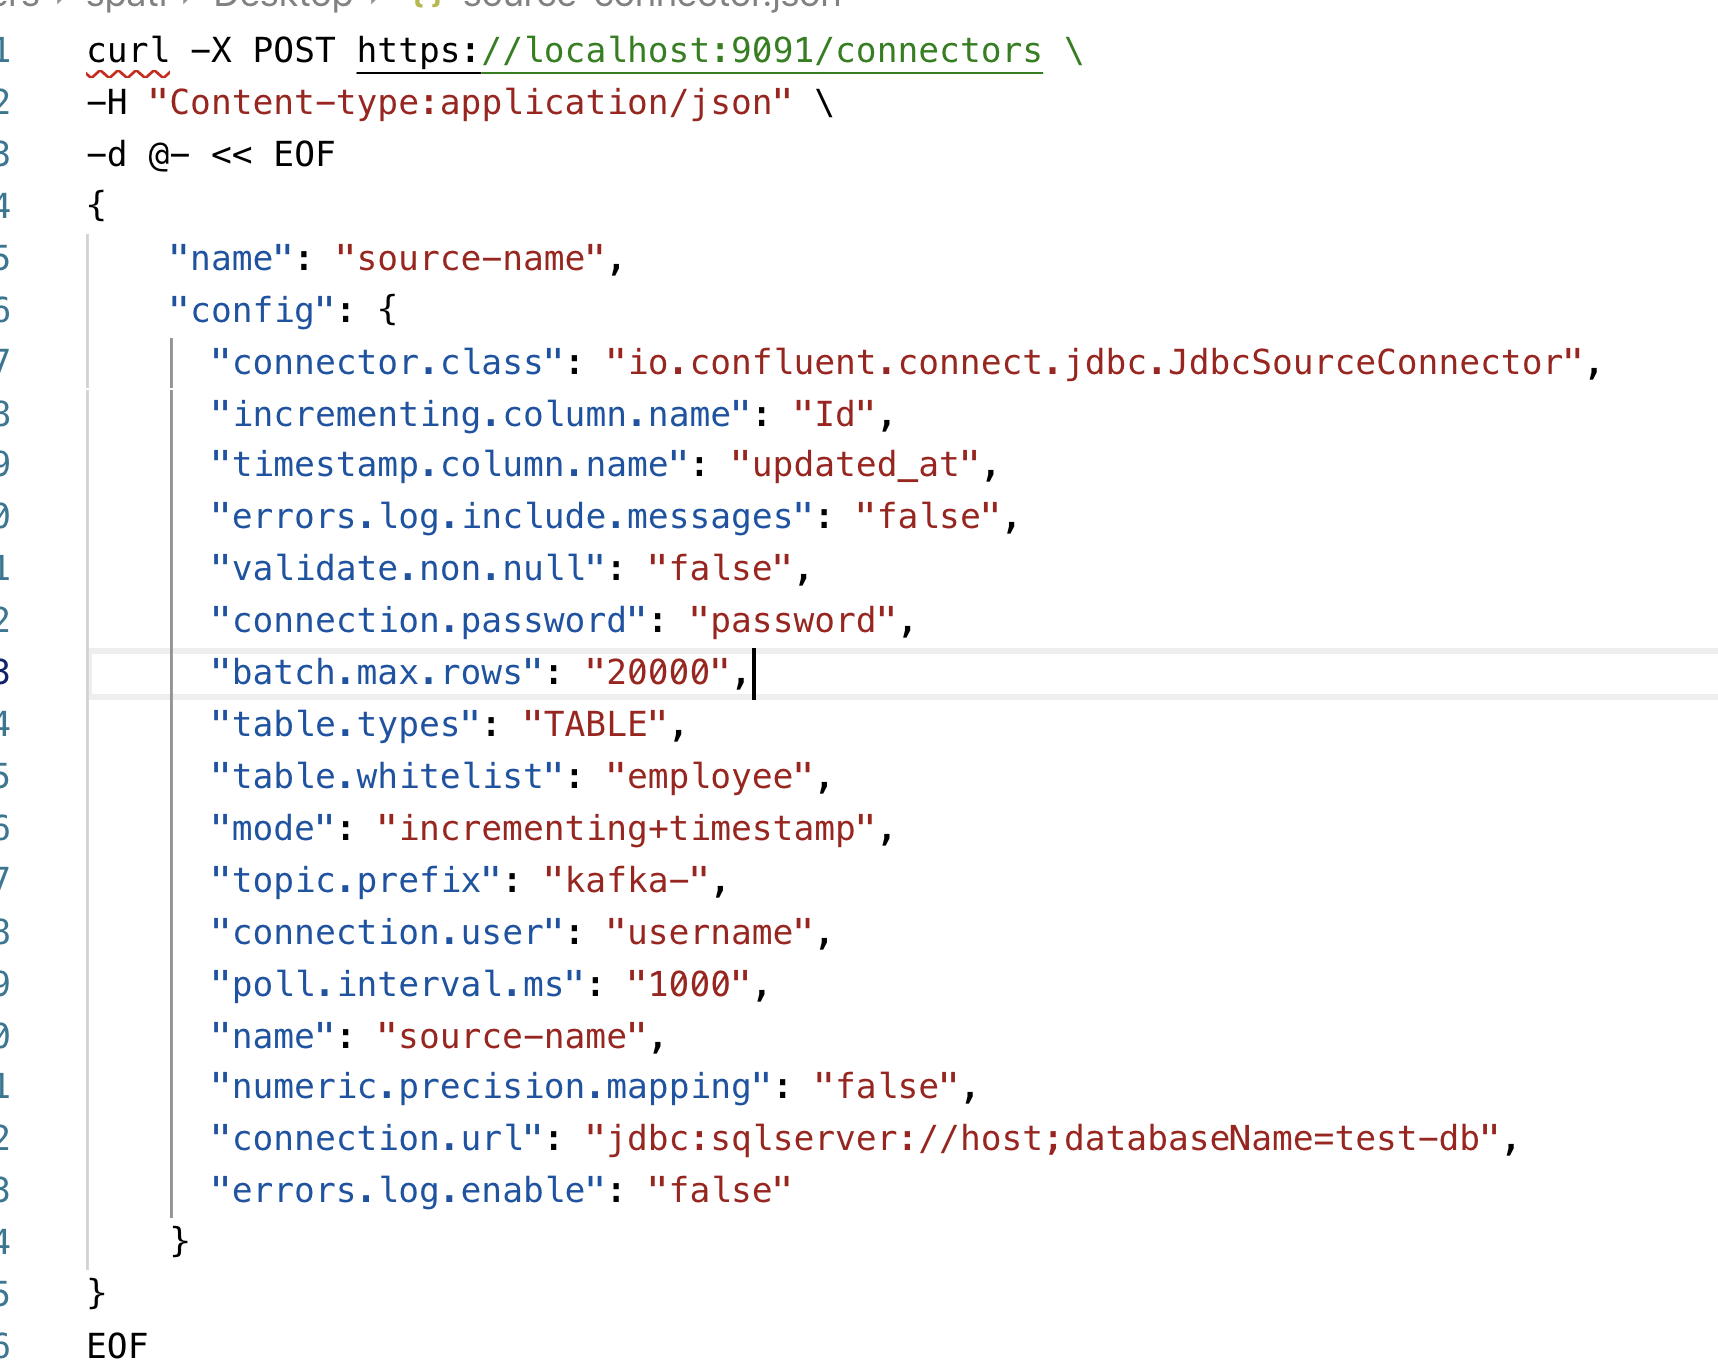 Desktop {} source-connector.json
1 curl -X POST https://localhost:9091/connectors \
2 -H "Content-type:application/json" \
3 -d @- << EOF
4 {
5 "name": "source-name",
6 "config": {
7 "connector.class": "io.confluent.connect.jdbc.JdbcSourceConnector",
8 "incrementing.column.name": "Id",
9 "timestamp.column.name": "updated_at",
0 "errors.log.include.messages": "false",
1 "validate.non.null": "false",
2 "connection.password": "password",
3 "batch.max.rows": "20000",
4 "table.types": "TABLE",
5 "table.whitelist": "employee",
6 "mode": "incrementing+timestamp",
7 "topic.prefix": "kafka-",
8 "connection.user": "username",
9 "poll.interval.ms": "1000",
0 "name": "source-name",
1 "numeric.precision.mapping": "false",
2 "connection.url": "jdbc:sqlserver://host;databaseName=test-db",
3 "errors.log.enable": "false"
4 }
5 }
6 EOF